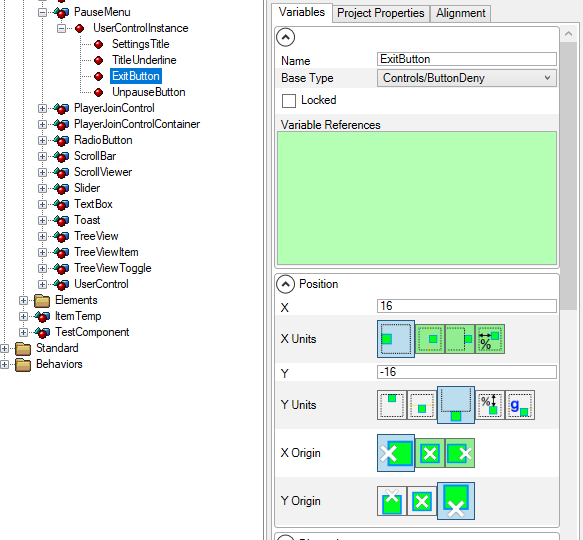 PauseMenu
UserControlInstance
SettingsTitle
TitleUnderline
ExitButton
UnpauseButton
PlayerJoinControl
PlayerJoinControlContainer
RadioButton
ScrollBar
ScrollViewer
Slider
TextBox
Toast
TreeView
TreeViewItem
TreeViewToggle
UserControl
Elements
ItemTemp
TestComponent
Standard
Behaviors
Variables Project Properties Alignment
Name ExitButton
Base Type Controls/ButtonDeny
Locked
Variable References
Position
X 16
X Units %
Y -16
Y Units % g
X Origin
Y Origin